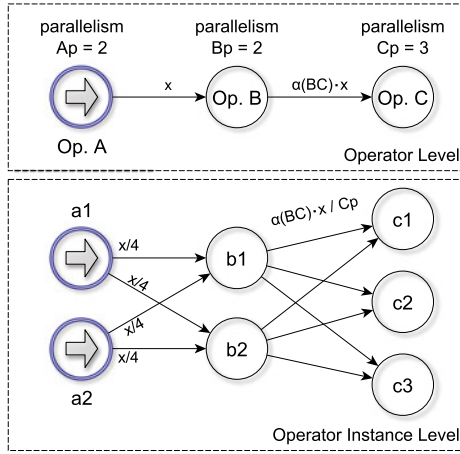 parallelism parallelism parallelism
Ap = 2 Bp = 2 Cp = 3
x α(BC)·x
Op. B Op. C
Op. A
Operator Level
a1
α(BC)·x / Cp
c1
x/4
b1
x/4
c2
x/4
b2
x/4
a2
c3
Operator Instance Level